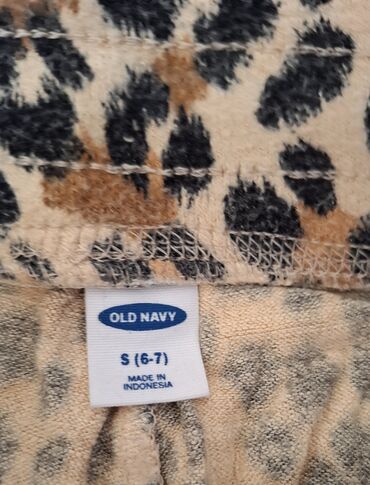 OLD NAVY
S (6-7)
MADE IN
INDONESIA